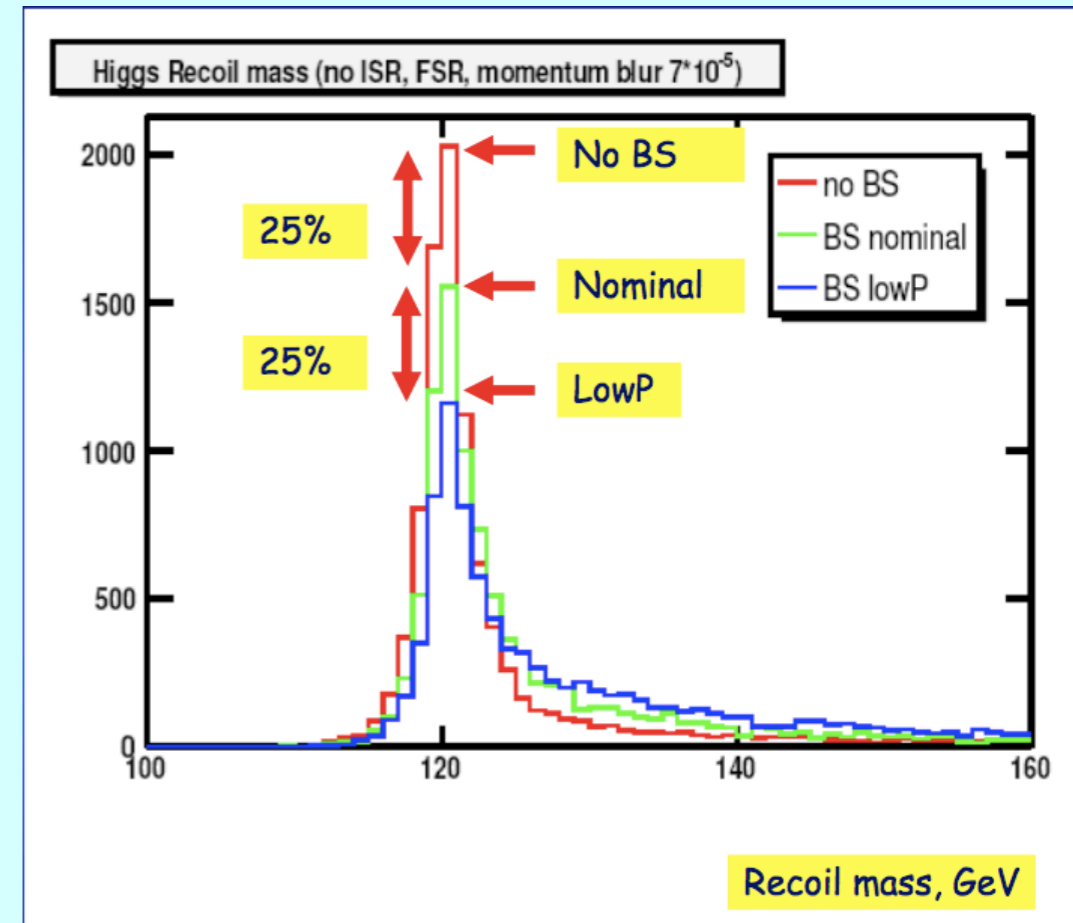 Higgs Recoil mass (no ISR, FSR, momentum blur 7*10^-5)
2000
No BS
no BS
25%
BS nominal
1500
Nominal
BS lowP
25%
LowP
1000
500
0
100
120
140
160
Recoil mass, GeV